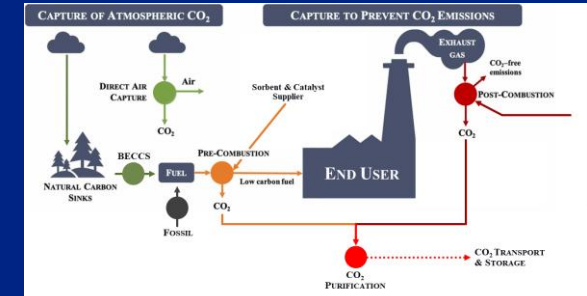 CAPTURE OF ATMOSPHERIC CO2
CAPTURE TO PREVENT CO2 EMISSIONS
EXHAUST
GAS
CO2-free
emissions
DIRECT AIR
CAPTURE
Air
Sorbent & Catalyst
Supplier
POST-COMBUSTION
CO2
CO2
BECCS
PRE-COMBUSTION
FUEL
Low carbon fuel
END USER
NATURAL CARBON
SINKS
CO2
FOSSIL
CO2 TRANSPORT
& STORAGE
CO2
PURIFICATION